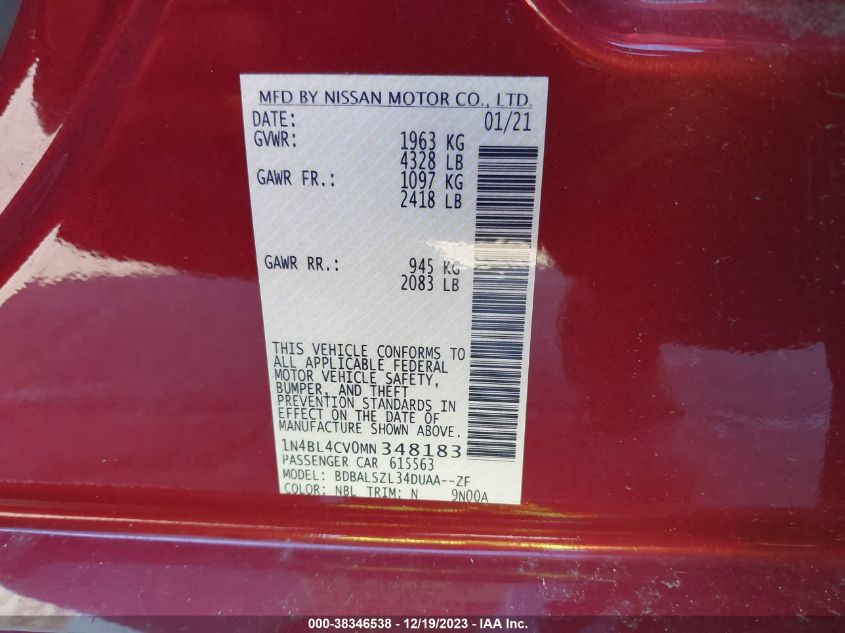 MFD BY NISSAN MOTOR CO., LTD.
DATE: 01/21
GVWR: 1963 KG
4328 LB
GAWR FR.: 1097 KG
2418 LB
GAWR RR.: 945 KG
2083 LB
THIS VEHICLE CONFORMS TO
ALL APPLICABLE FEDERAL
MOTOR VEHICLE SAFETY,
BUMPER, AND THEFT
PREVENTION STANDARDS IN
EFFECT ON THE DATE OF
MANUFACTURE SHOWN ABOVE.
1N4BL4CV0MN348183
PASSENGER CAR 615563
MODEL: BDBALSZL34DUAA--ZF
COLOR: NBL TRIM: N 9N00A
000-38346538 - 12/19/2023 - IAA Inc.